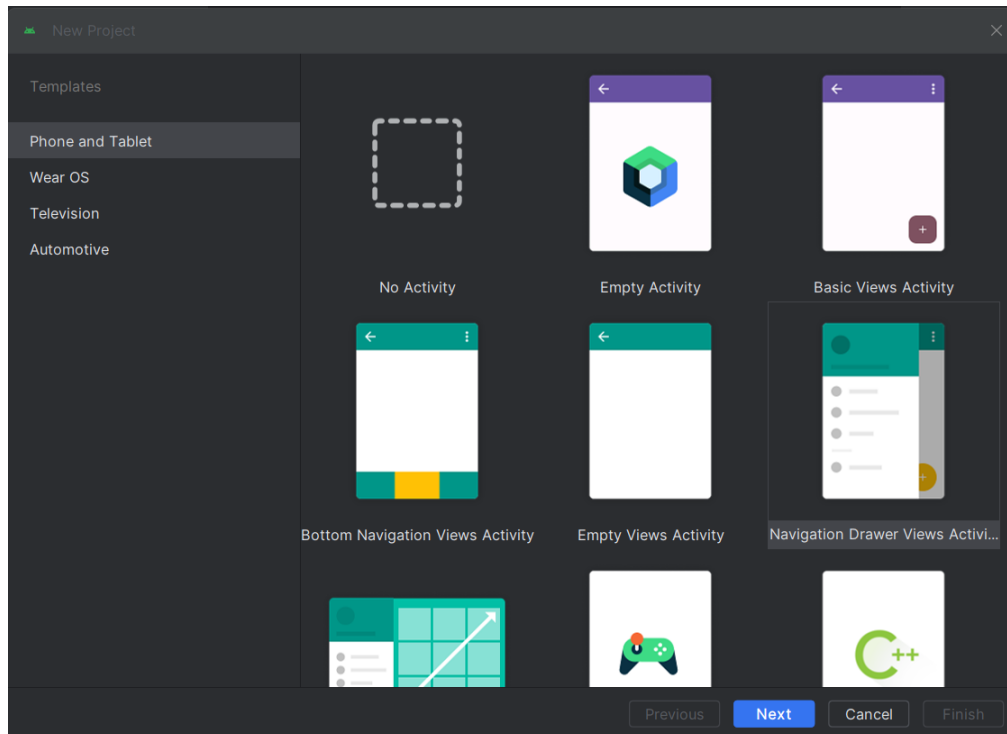 New Project
Templates
Phone and Tablet
Wear OS
Television
Automotive
No Activity
Empty Activity
Basic Views Activity
Bottom Navigation Views Activity
Empty Views Activity
Navigation Drawer Views Activi...
C++
Previous
Next
Cancel
Finish